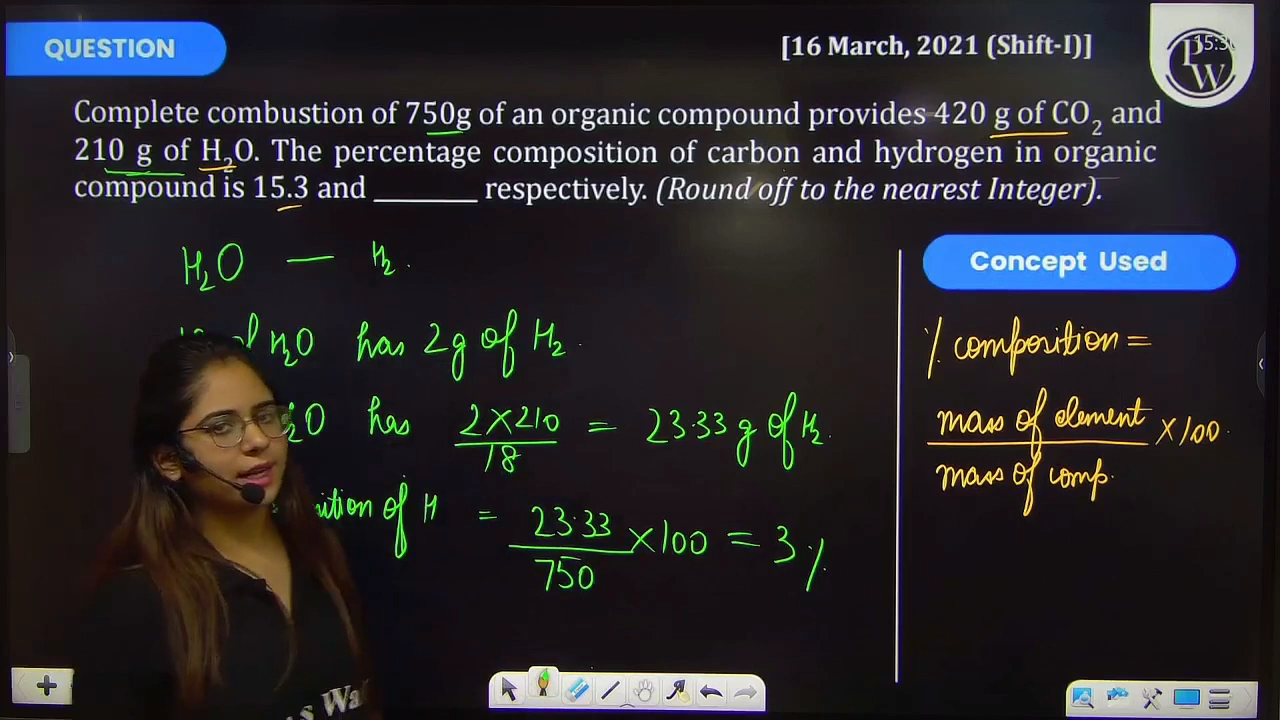 QUESTION
[16 March, 2021 (Shift-I)]
PW
Complete combustion of 750g of an organic compound provides 420 g of CO₂ and
210 g of H₂O. The percentage composition of carbon and hydrogen in organic
compound is 15.3 and ________ respectively. (Round off to the nearest Integer).
H₂O — H₂.
of H₂O has 2g of H₂.
H₂O has 2×210/18 = 23.33 g of H₂.
of H = 23.33/750 ×100 = 3%
Concept Used
% composition =
mass of element/mass of comp. ×100.